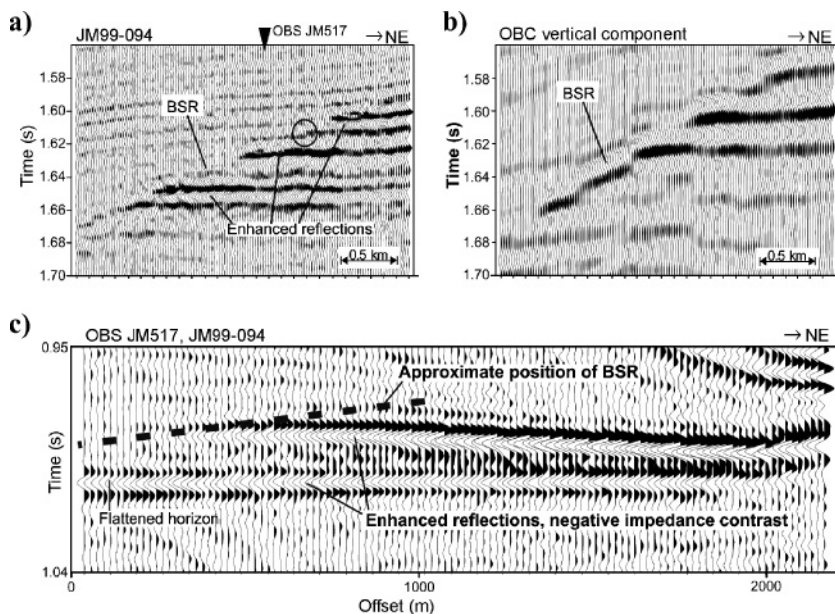 a)
JM99-094
OBS JM517
→NE
BSR
Enhanced reflections
0.5 km
Time (s)
1.58
1.60
1.62
1.64
1.66
1.68
1.70
b)
OBC vertical component
→NE
BSR
0.5 km
Time (s)
1.58
1.60
1.62
1.64
1.66
1.68
1.70
c)
OBS JM517, JM99-094
→NE
0.95
Approximate position of BSR
Time (s)
Flattened horizon
Enhanced reflections, negative impedance contrast
1.04
0
1000
2000
Offset (m)